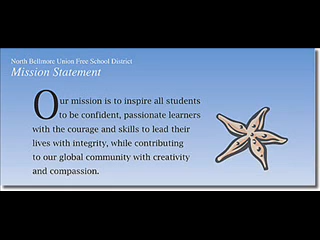 North Bellmore Union Free School District
Mission Statement
Our mission is to inspire all students
to be confident, passionate learners
with the courage and skills to lead their
lives with integrity, while contributing
to our global community with creativity
and compassion.